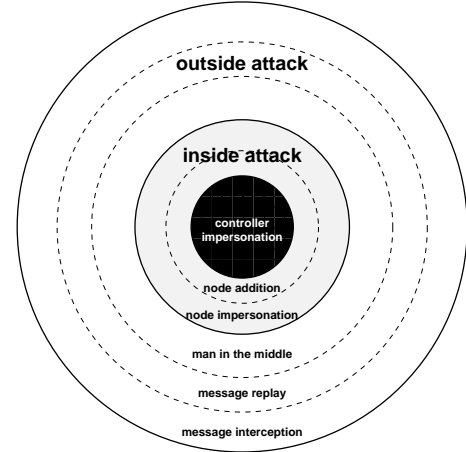 outside attack
inside attack
controller
impersonation
node addition
node impersonation
man in the middle
message replay
message interception